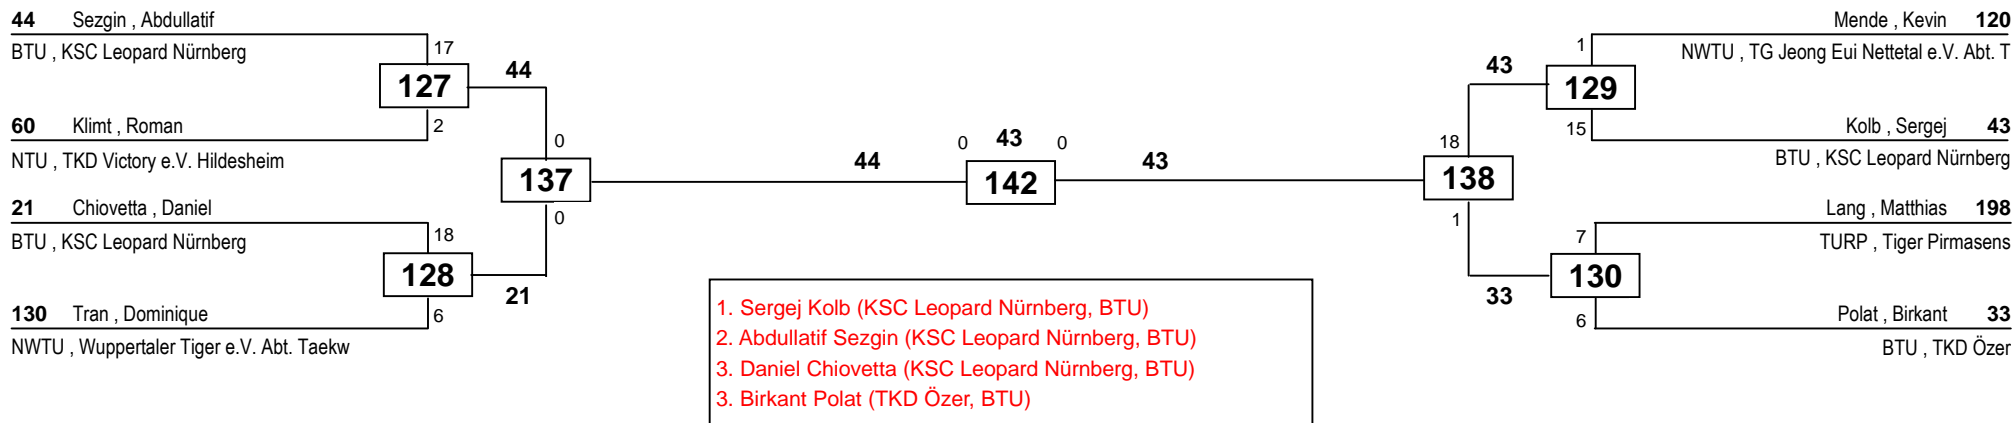 44 Sezgin , Abdullatif
BTU , KSC Leopard Nürnberg
17
127
44
2
60 Klimt , Roman
NTU , TKD Victory e.V. Hildesheim
0
137
0
21 Chiovetta , Daniel
BTU , KSC Leopard Nürnberg
18
128
21
6
130 Tran , Dominique
NWTU , Wuppertaler Tiger e.V. Abt. Taekw
44
0 43 0
142
43
Mende , Kevin 120
NWTU , TG Jeong Eui Nettetal e.V. Abt. T
1
43
129
15
Kolb , Sergej 43
BTU , KSC Leopard Nürnberg
18
138
1
Lang , Matthias 198
TURP , Tiger Pirmasens
7
130
33
6
Polat , Birkant 33
BTU , TKD Özer
1. Sergej Kolb (KSC Leopard Nürnberg, BTU)
2. Abdullatif Sezgin (KSC Leopard Nürnberg, BTU)
3. Daniel Chiovetta (KSC Leopard Nürnberg, BTU)
3. Birkant Polat (TKD Özer, BTU)